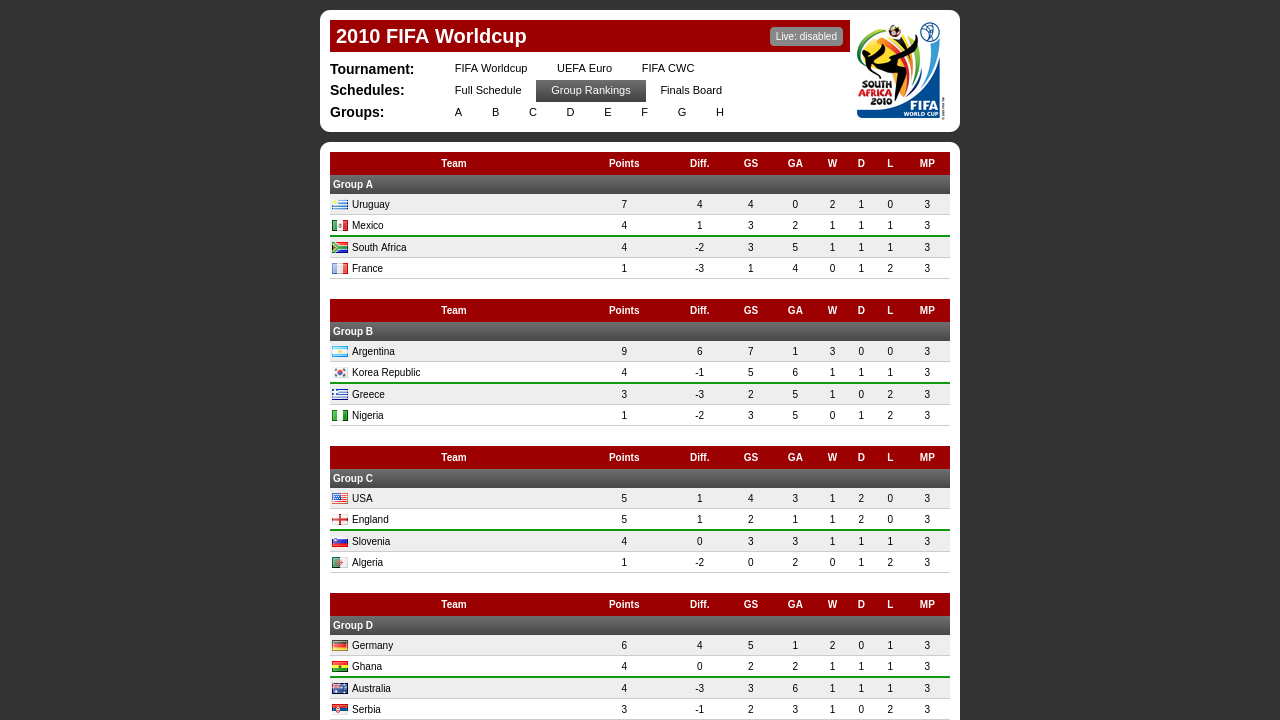 2010 FIFA Worldcup
Live: disabled
SOUTH
AFRICA
2010
FIFA
WORLD CUP
Tournament: FIFA Worldcup UEFA Euro FIFA CWC
Schedules: Full Schedule Group Rankings Finals Board
Groups: A B C D E F G H
Team Points Diff. GS GA W D L MP
Group A
Uruguay 7 4 4 0 2 1 0 3
Mexico 4 1 3 2 1 1 1 3
South Africa 4 -2 3 5 1 1 1 3
France 1 -3 1 4 0 1 2 3
Team Points Diff. GS GA W D L MP
Group B
Argentina 9 6 7 1 3 0 0 3
Korea Republic 4 -1 5 6 1 1 1 3
Greece 3 -3 2 5 1 0 2 3
Nigeria 1 -2 3 5 0 1 2 3
Team Points Diff. GS GA W D L MP
Group C
USA 5 1 4 3 1 2 0 3
England 5 1 2 1 1 2 0 3
Slovenia 4 0 3 3 1 1 1 3
Algeria 1 -2 0 2 0 1 2 3
Team Points Diff. GS GA W D L MP
Group D
Germany 6 4 5 1 2 0 1 3
Ghana 4 0 2 2 1 1 1 3
Australia 4 -3 3 6 1 1 1 3
Serbia 3 -1 2 3 1 0 2 3